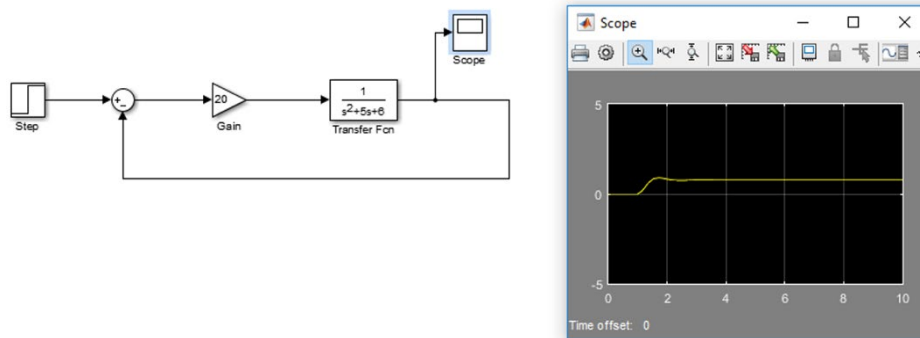 Step
+
-
20
Gain
1
s²+5s+6
Transfer Fcn
Scope
Scope
5
0
-5
0
2
4
6
8
10
Time offset: 0